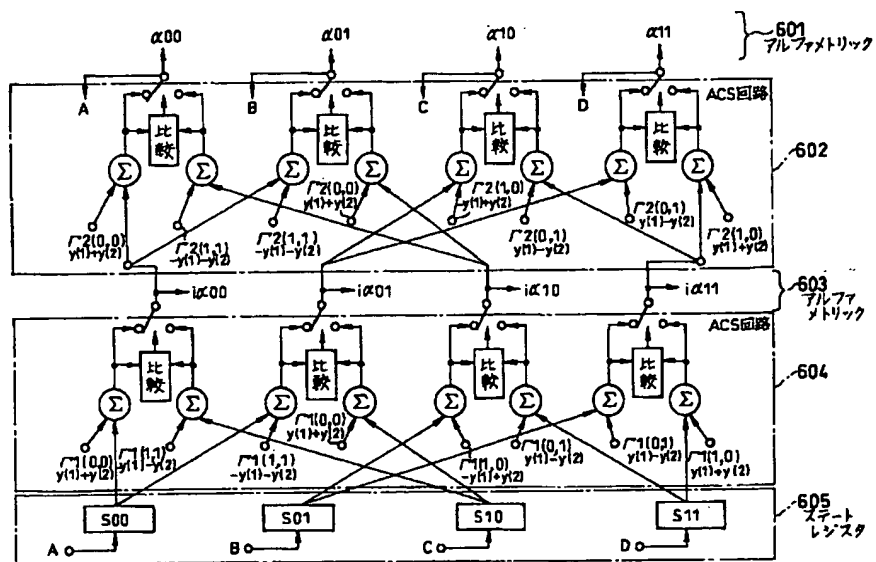 α00 α01 α10 α11 601
アルファメトリック
A B C D ACS回路
比較 比較 比較 比較
602
Σ Σ Σ Σ Σ Σ Σ Σ
Γ2(0,0)
y(1)+y(2)
Γ2(1,1)
-y(1)-y(2)
Γ2(1,1)
-y(1)-y(2)
Γ2(0,0)
y(1)+y(2)
Γ2(1,0)
-y(1)+y(2)
Γ2(0,1)
y(1)-y(2)
Γ2(0,1)
y(1)-y(2)
Γ2(1,0)
y(1)+y(2)
iα00 iα01 iα10 iα11 603
アルファメトリック
ACS回路
比較 比較 比較 比較
604
Σ Σ Σ Σ Σ Σ Σ Σ
Γ1(0,0)
y(1)+y(2)
Γ1(1,1)
-y(1)-y(2)
Γ1(1,1)
-y(1)-y(2)
Γ1(0,0)
y(1)+y(2)
Γ1(1,0)
-y(1)+y(2)
Γ1(0,1)
y(1)-y(2)
Γ1(0,1)
y(1)-y(2)
Γ1(1,0)
y(1)+y(2)
S00 S01 S10 S11 605
ステートレジスタ
A B C D